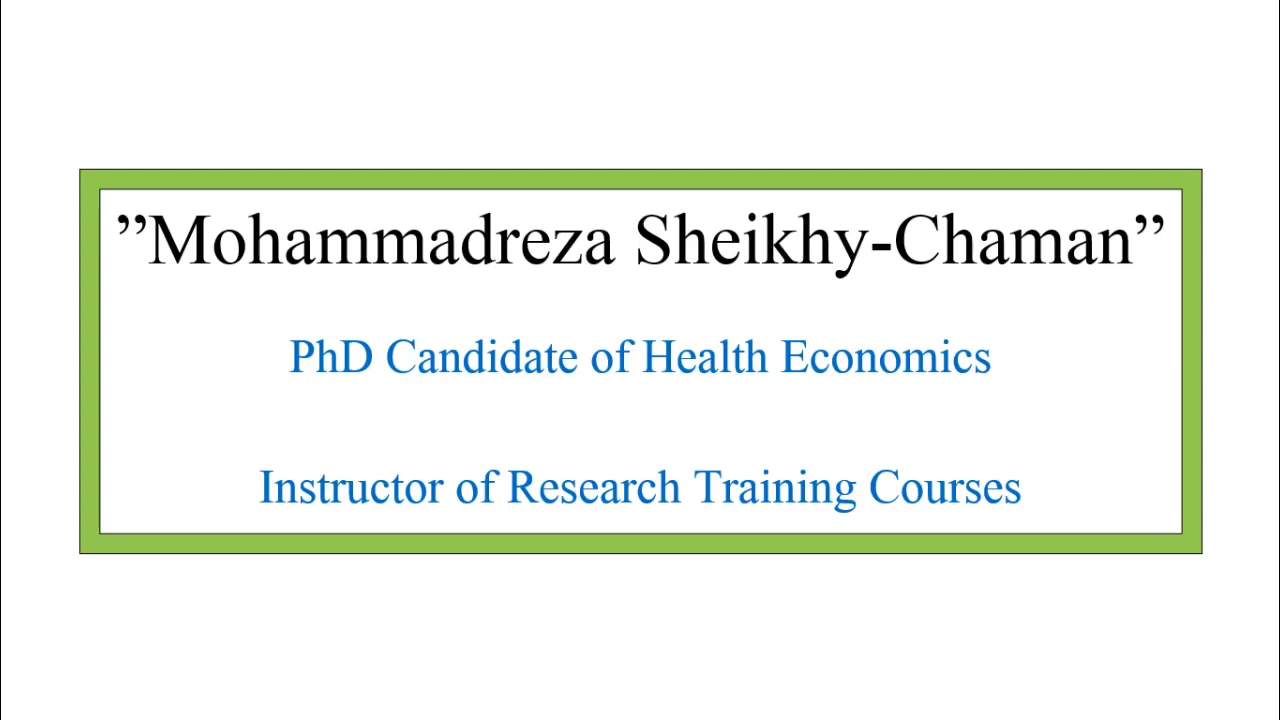 ”Mohammadreza Sheikhy-Chaman”
PhD Candidate of Health Economics
Instructor of Research Training Courses